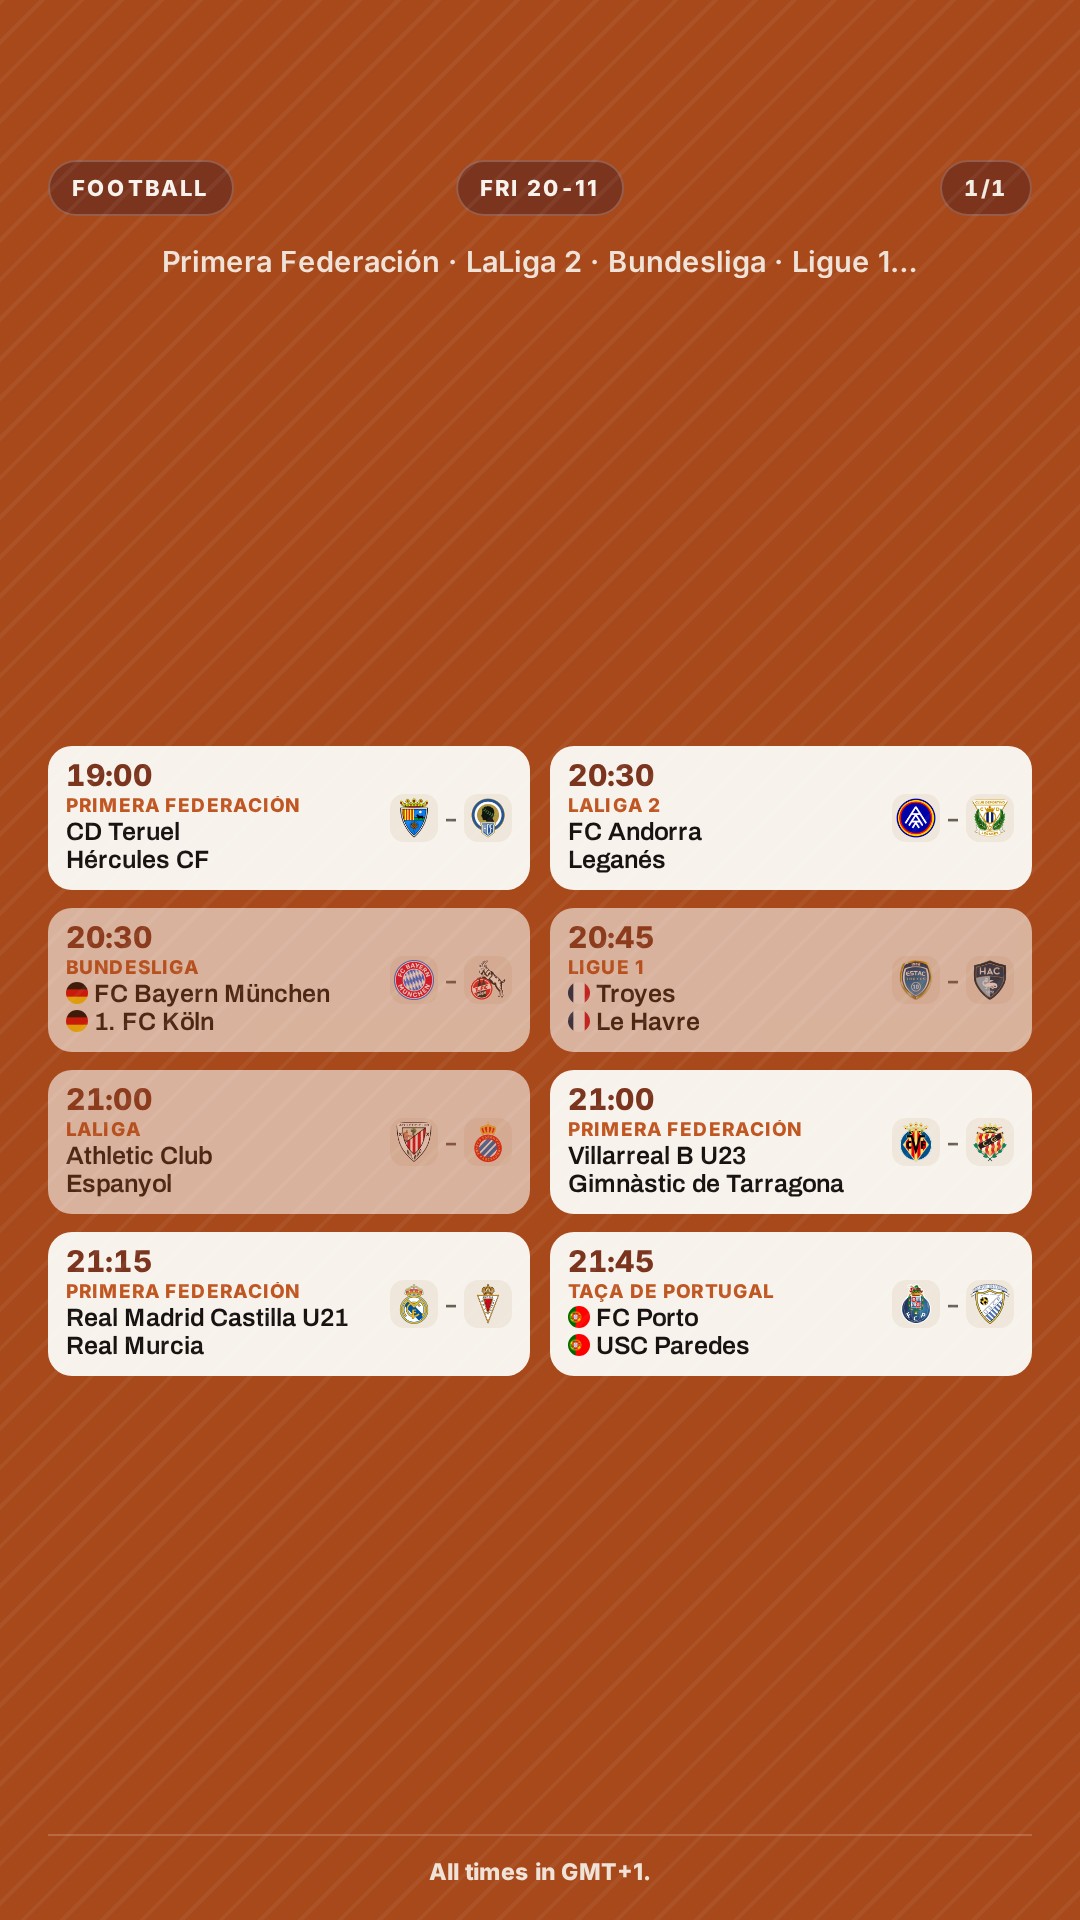 FOOTBALL
FRI 20-11
1/1
Primera Federación · LaLiga 2 · Bundesliga · Ligue 1...
19:00
PRIMERA FEDERACIÓN
CD Teruel
Hércules CF
20:30
LALIGA 2
FC Andorra
Leganés
20:30
BUNDESLIGA
FC Bayern München
1. FC Köln
20:45
LIGUE 1
Troyes
Le Havre
21:00
LALIGA
Athletic Club
Espanyol
21:00
PRIMERA FEDERACIÓN
Villarreal B U23
Gimnàstic de Tarragona
21:15
PRIMERA FEDERACIÓN
Real Madrid Castilla U21
Real Murcia
21:45
TAÇA DE PORTUGAL
FC Porto
USC Paredes
All times in GMT+1.